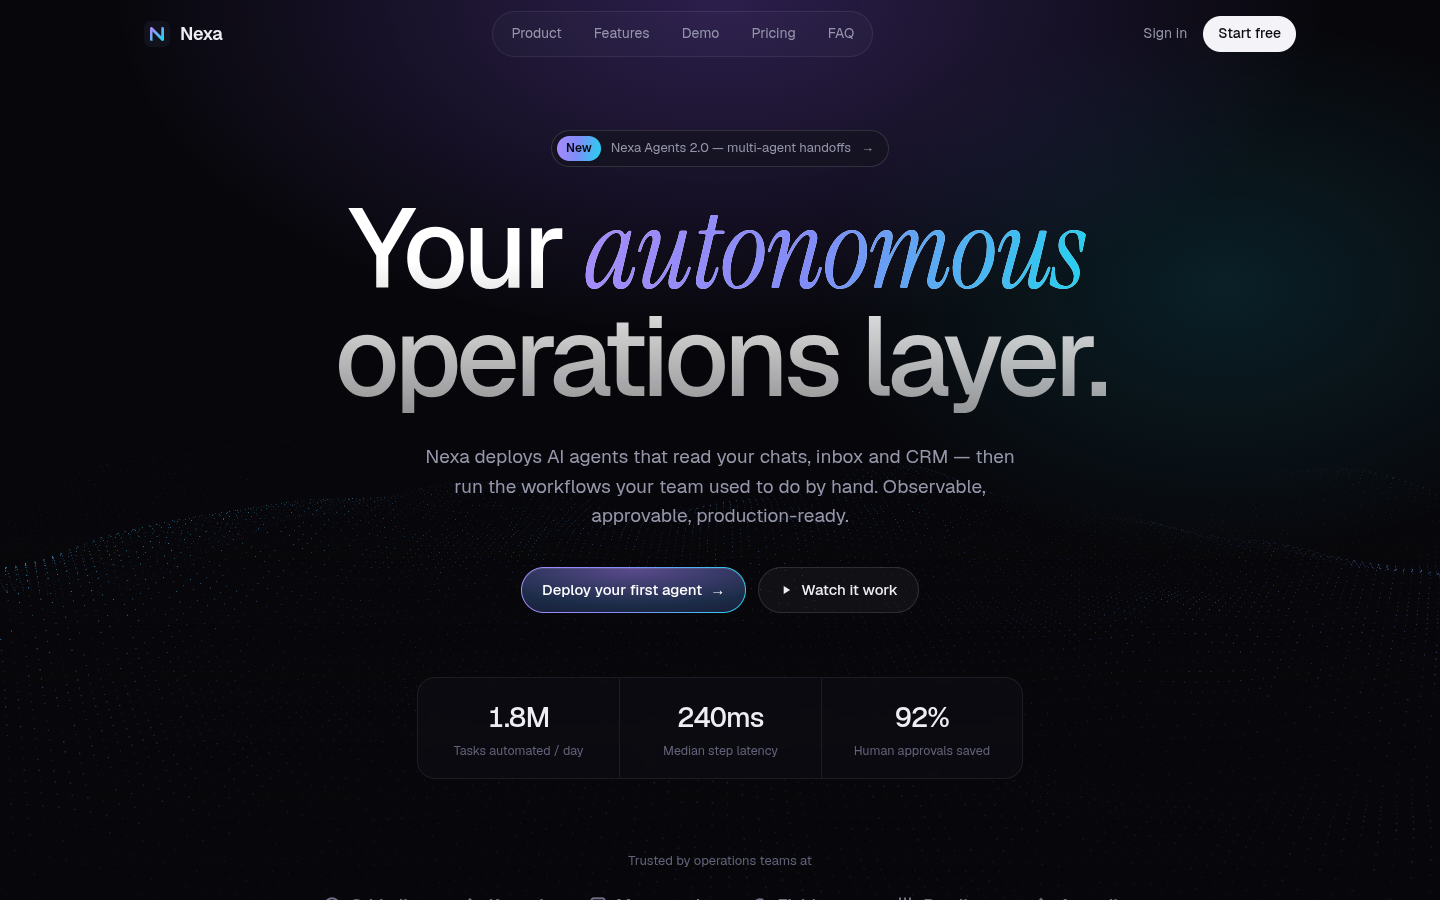 Nexa
Product Features Demo Pricing FAQ
Sign in Start free
New Nexa Agents 2.0 — multi-agent handoffs →
Your autonomous
operations layer.
Nexa deploys AI agents that read your chats, inbox and CRM — then
run the workflows your team used to do by hand. Observable,
approvable, production-ready.
Deploy your first agent →
Watch it work
1.8M
Tasks automated / day
240ms
Median step latency
92%
Human approvals saved
Trusted by operations teams at